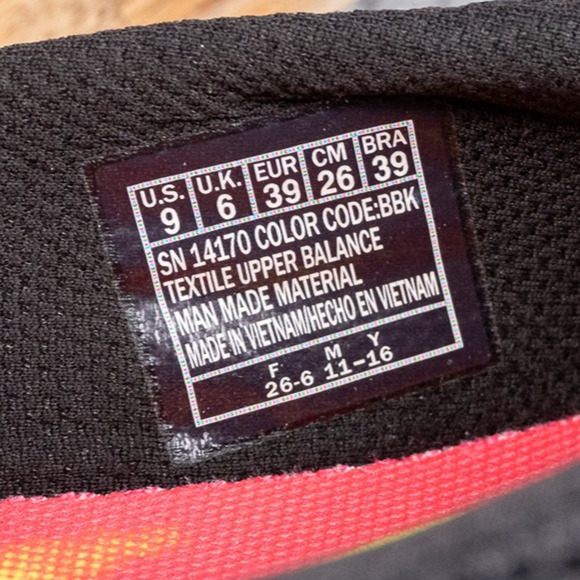 U.S. U.K. EUR CM BRA
9 6 39 26 39
SN 14170 COLOR CODE:BBK
TEXTILE UPPER BALANCE
MAN MADE MATERIAL
MADE IN VIETNAM/HECHO EN VIETNAM
F M Y
26-6 11-16